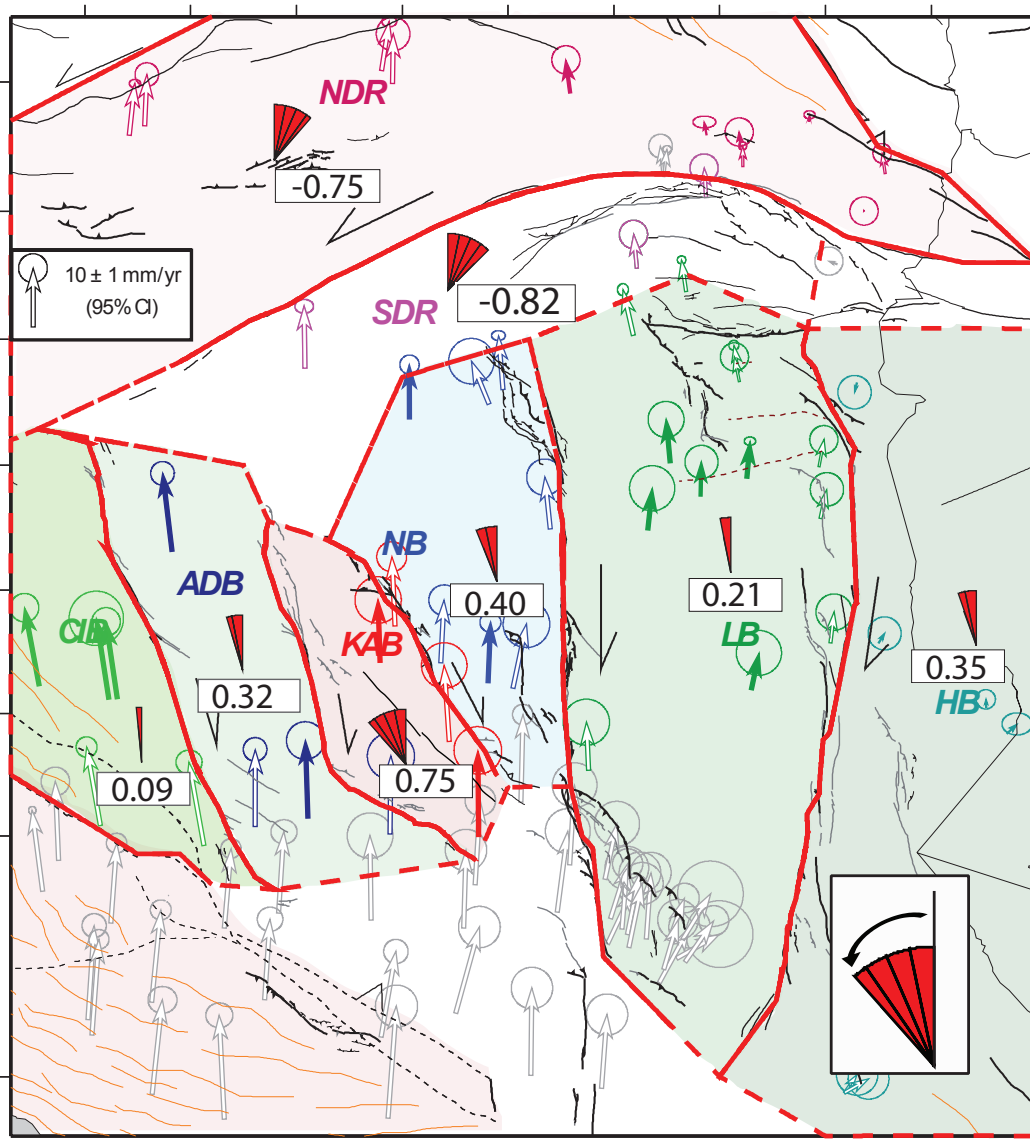 NDR
-0.75
10 ± 1 mm/yr
(95% CI)
SDR
-0.82
NB
ADB
0.40
0.21
CIB
KAB
LB
0.32
0.35
HB
0.09
0.75